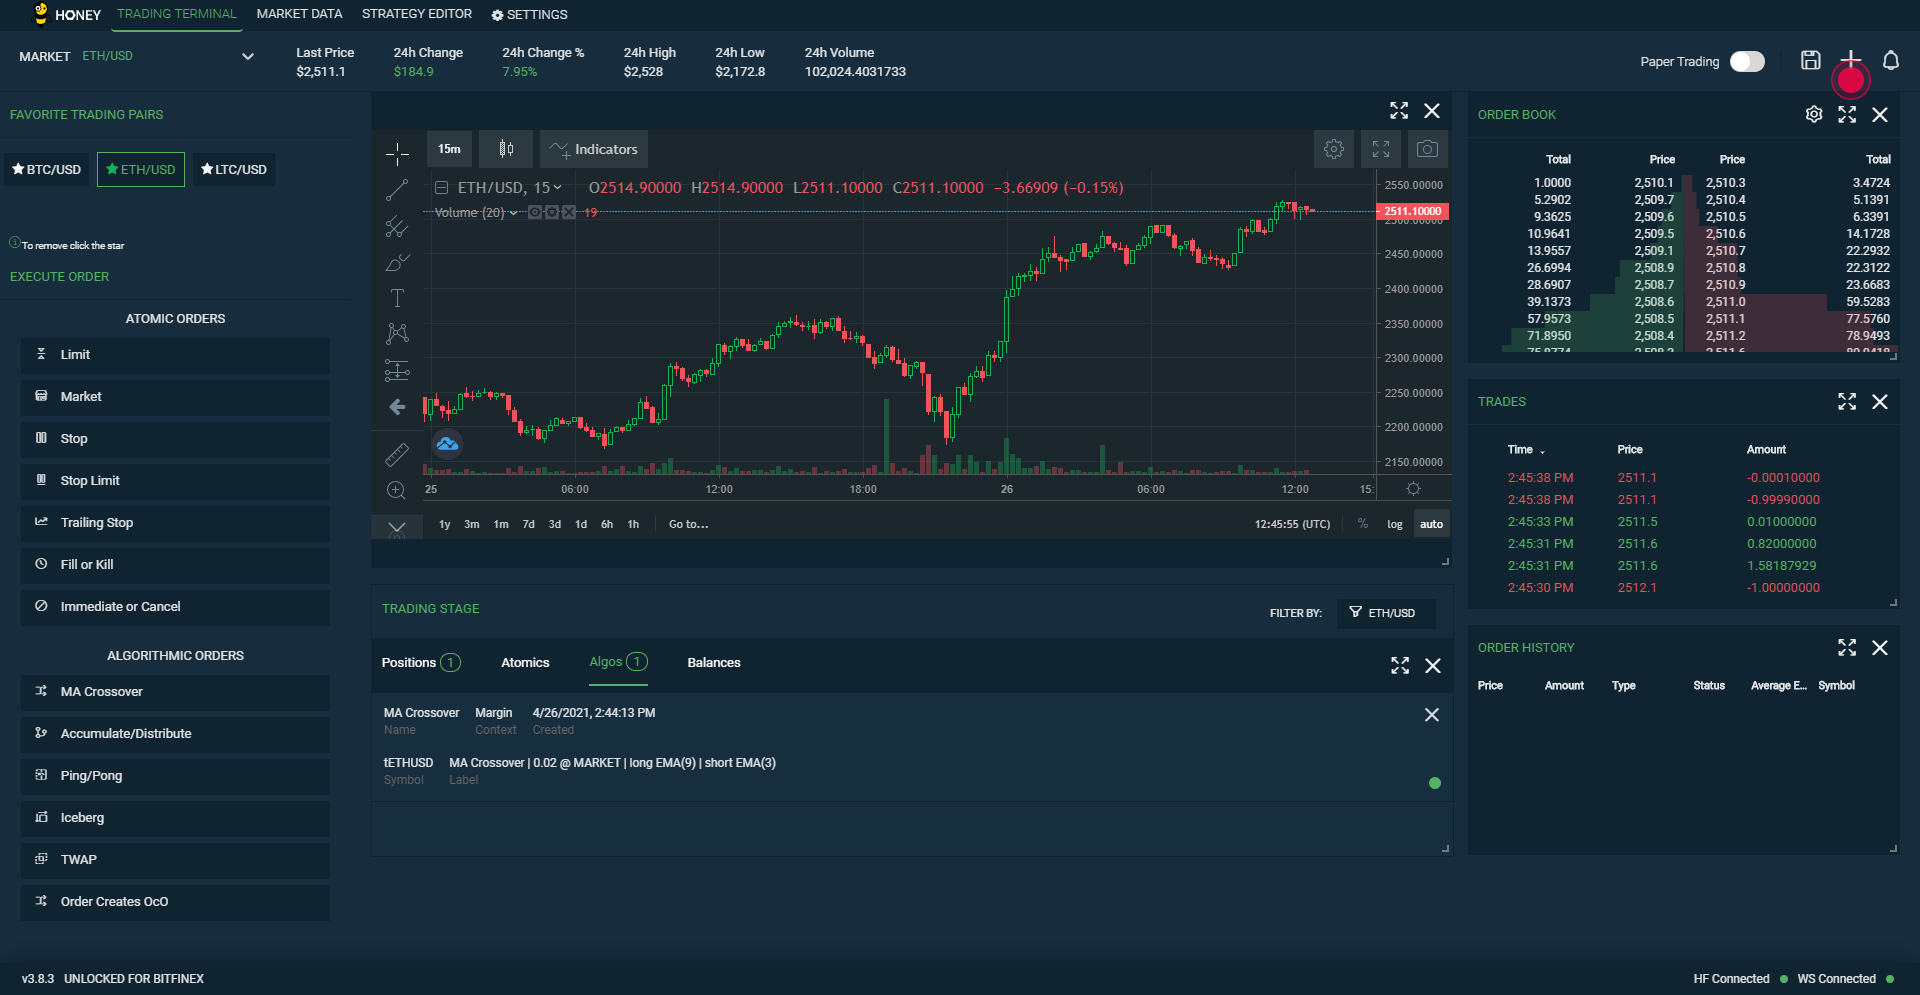 HONEY TRADING TERMINAL MARKET DATA STRATEGY EDITOR SETTINGS
MARKET ETH/USD
Last Price 24h Change 24h Change % 24h High 24h Low 24h Volume
$2,511.1 $184.9 7.95% $2,528 $2,172.8 102,024.4031733
Paper Trading
FAVORITE TRADING PAIRS
BTC/USD ETH/USD LTC/USD
To remove click the star
EXECUTE ORDER
ATOMIC ORDERS
Limit
Market
Stop
Stop Limit
Trailing Stop
Fill or Kill
Immediate or Cancel
ALGORITHMIC ORDERS
MA Crossover
Accumulate/Distribute
Ping/Pong
Iceberg
TWAP
Order Creates OcO
15m Indicators
ETH/USD, 15 O2514.90000 H2514.90000 L2511.10000 C2511.10000 −3.66909 (−0.15%)
Volume (20) 19
2550.00000
2511.10000
2500.00000
2450.00000
2400.00000
2350.00000
2300.00000
2250.00000
2200.00000
2150.00000
25 06:00 12:00 18:00 26 06:00 12:00 15:
1y 3m 1m 7d 3d 1d 6h 1h Go to... 12:45:55 (UTC) % log auto
TRADING STAGE
FILTER BY: ETH/USD
Positions 1 Atomics Algos 1 Balances
MA Crossover Margin 4/26/2021, 2:44:13 PM
Name Context Created
tETHUSD MA Crossover | 0.02 @ MARKET | long EMA(9) | short EMA(3)
Symbol Label
ORDER BOOK
Total Price Price Total
1.0000 2,510.1 2,510.3 3.4724
5.2902 2,509.7 2,510.4 5.1391
9.3625 2,509.6 2,510.5 6.3391
10.9641 2,509.5 2,510.6 14.1728
13.9557 2,509.1 2,510.7 22.2932
26.6994 2,508.9 2,510.8 22.3122
28.6907 2,508.7 2,510.9 23.6683
39.1373 2,508.6 2,511.0 59.5283
57.9573 2,508.5 2,511.1 77.5760
71.8950 2,508.4 2,511.2 78.9493
TRADES
Time Price Amount
2:45:38 PM 2511.1 -0.00010000
2:45:38 PM 2511.1 -0.99990000
2:45:33 PM 2511.5 0.01000000
2:45:31 PM 2511.6 0.82000000
2:45:31 PM 2511.6 1.58187929
2:45:30 PM 2512.1 -1.00000000
ORDER HISTORY
Price Amount Type Status Average E... Symbol
v3.8.3 UNLOCKED FOR BITFINEX
HF Connected WS Connected